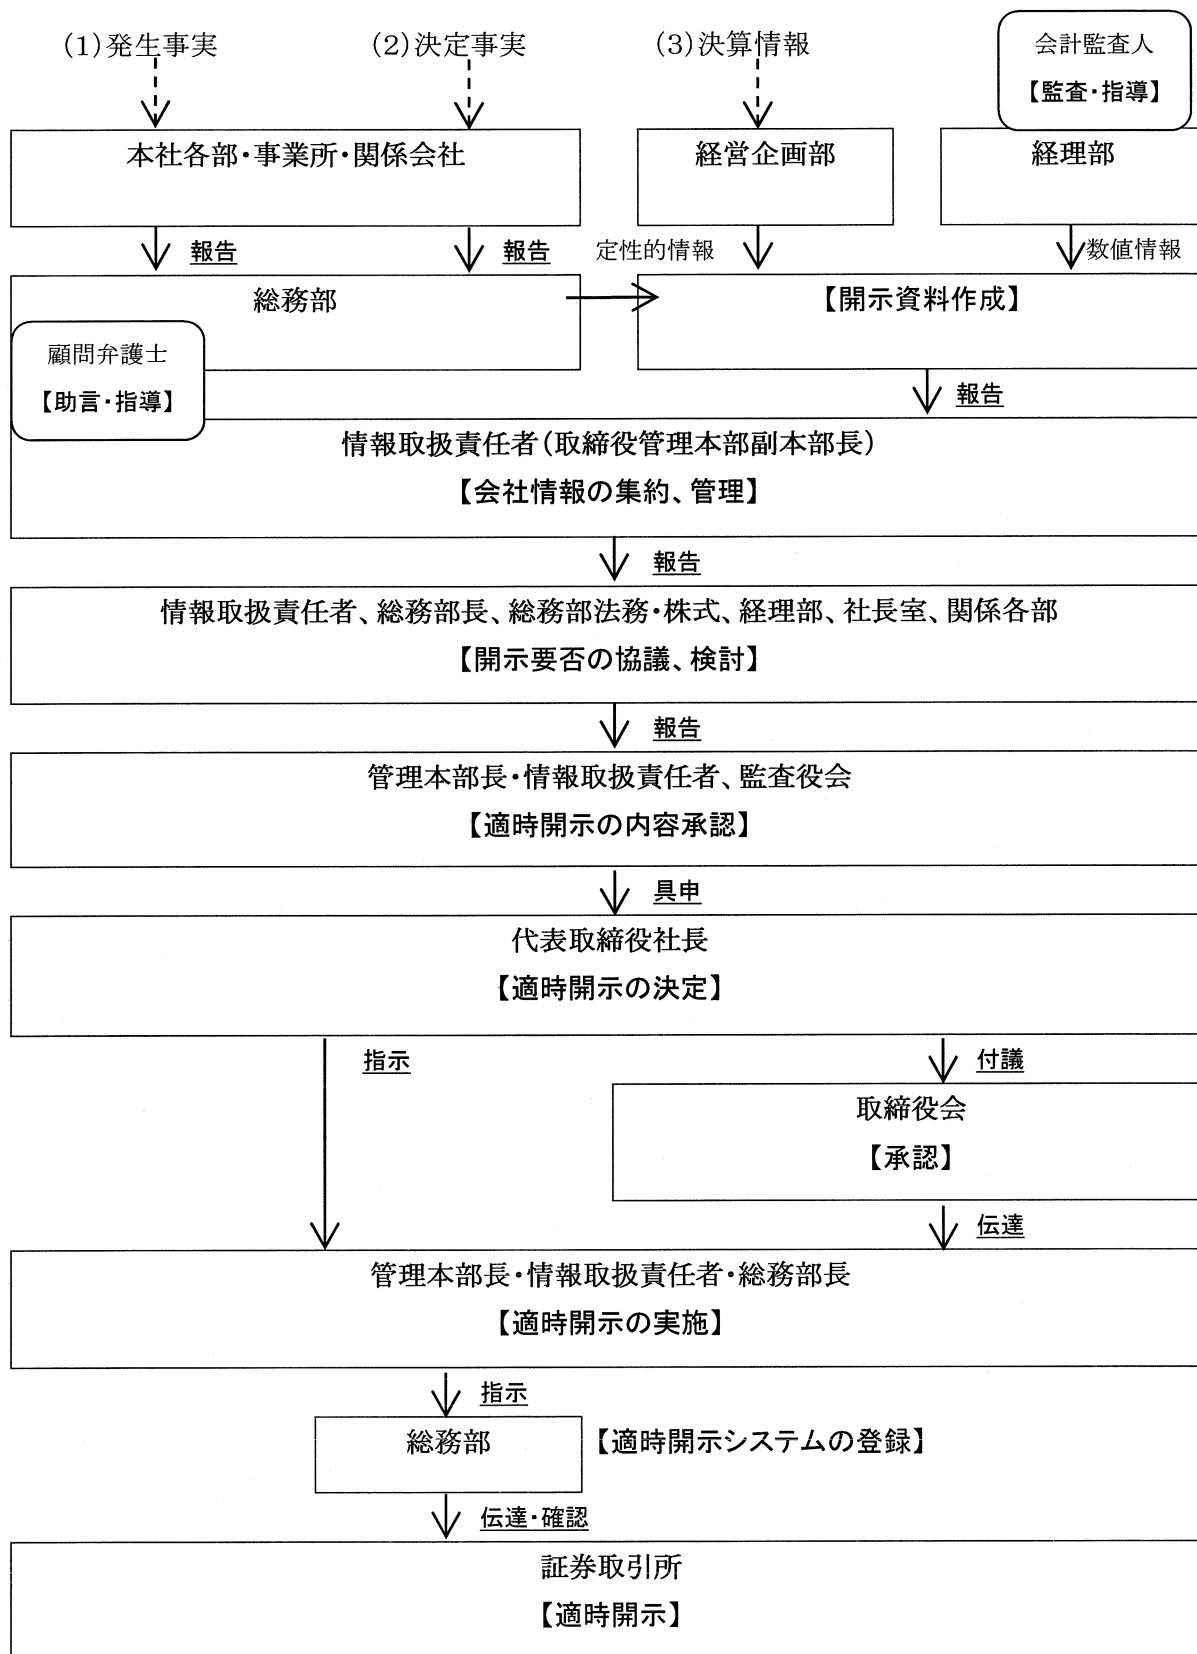 (1)発生事実
(2)決定事実
(3)決算情報
会計監査人
【監査・指導】
本社各部・事業所・関係会社
経営企画部
経理部
報告
報告
定性的情報
数値情報
総務部
【開示資料作成】
顧問弁護士
【助言・指導】
報告
情報取扱責任者(取締役管理本部副本部長)
【会社情報の集約、管理】
報告
情報取扱責任者、総務部長、総務部法務・株式、経理部、社長室、関係各部
【開示要否の協議、検討】
報告
管理本部長・情報取扱責任者、監査役会
【適時開示の内容承認】
具申
代表取締役社長
【適時開示の決定】
指示
付議
取締役会
【承認】
伝達
管理本部長・情報取扱責任者・総務部長
【適時開示の実施】
指示
総務部
【適時開示システムの登録】
伝達・確認
証券取引所
【適時開示】